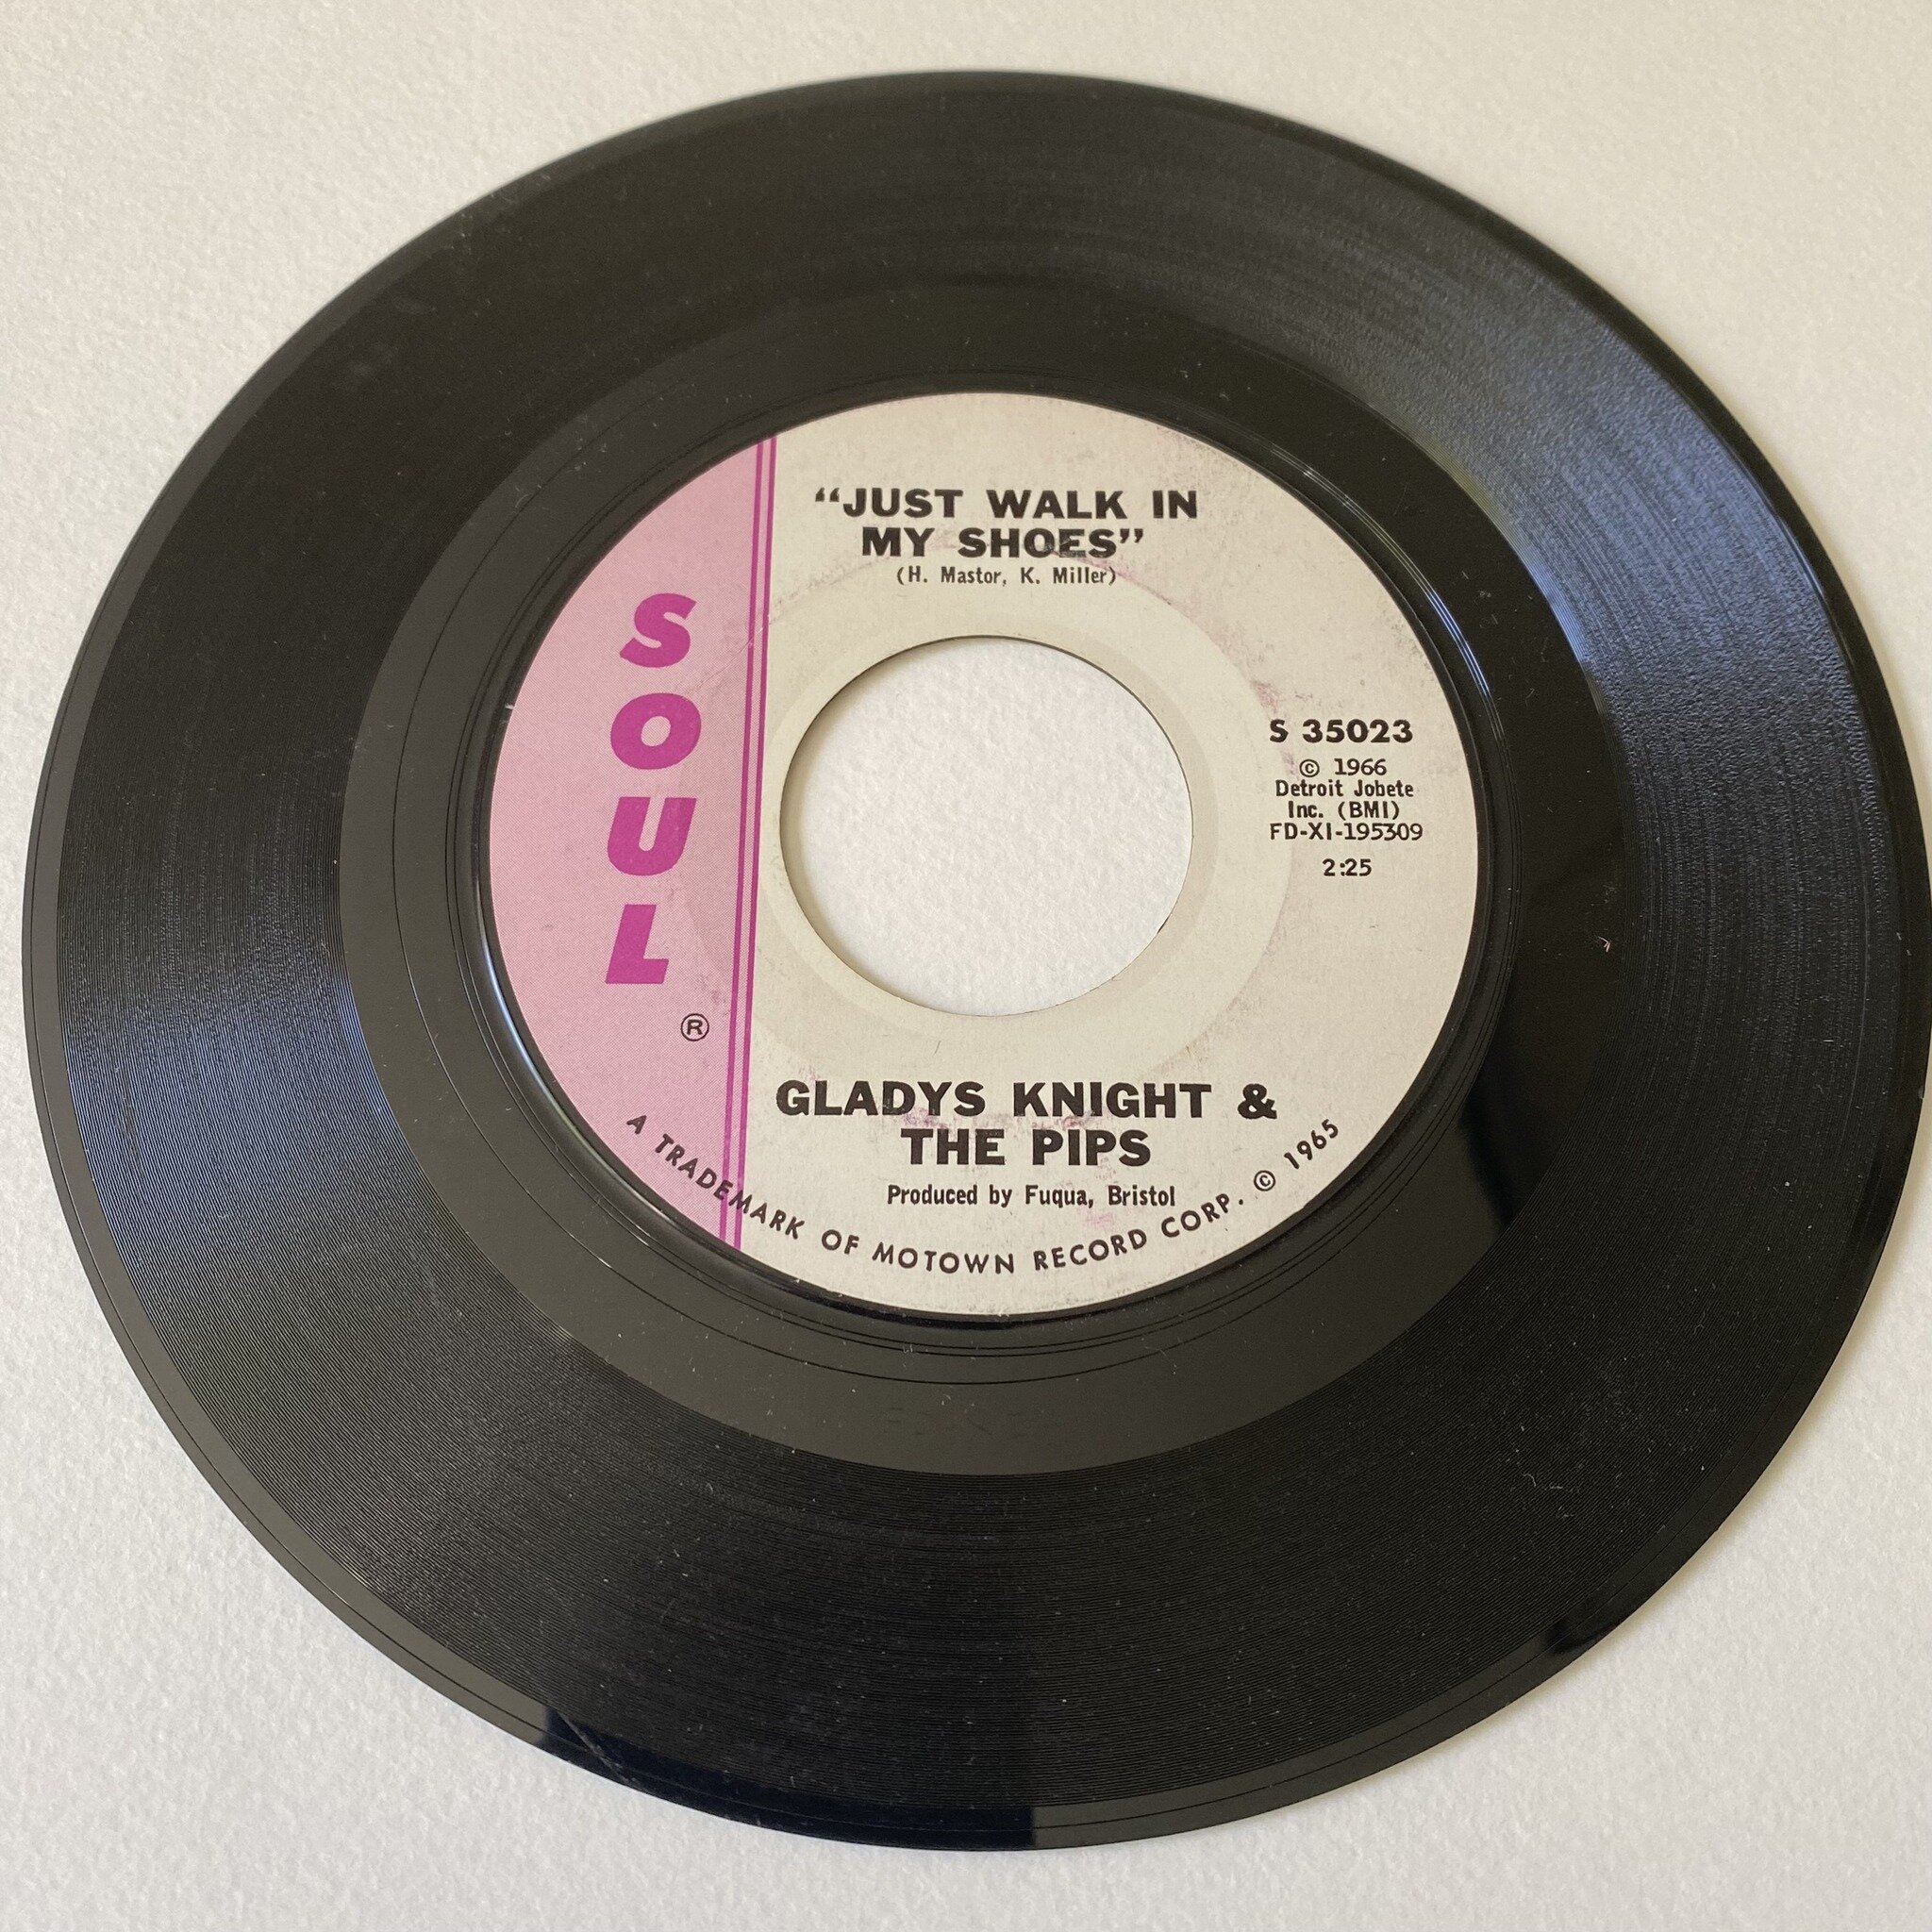 “JUST WALK IN
MY SHOES”
(H. Mastor, K. Miller)
SOUL
®
S 35023
© 1966
Detroit Jobete
Inc. (BMI)
FD-XI-195309
2:25
GLADYS KNIGHT &
THE PIPS
Produced by Fuqua, Bristol
A TRADEMARK OF MOTOWN RECORD CORP. © 1965